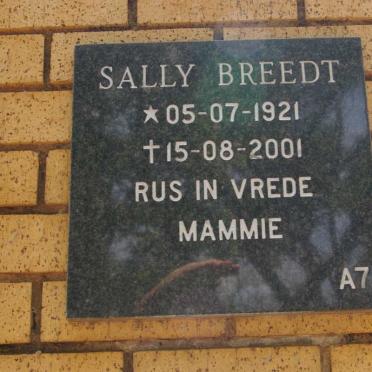 SALLY BREEDT
★05-07-1921
✝15-08-2001
RUS IN VREDE
MAMMIE
A7